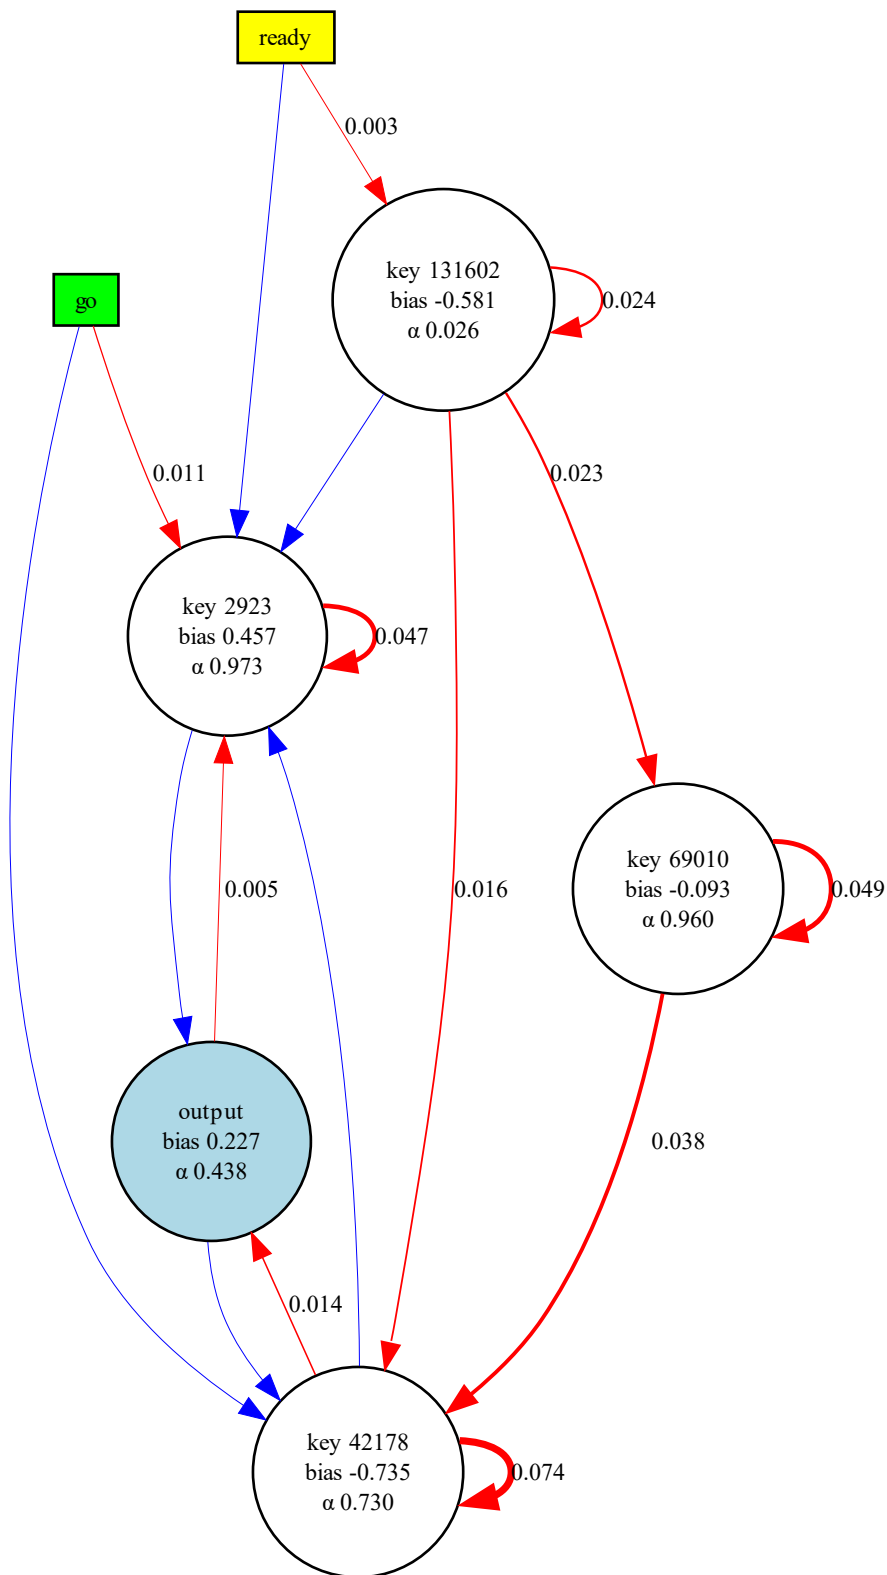 ready
0.003
key 131602
bias -0.581
α 0.026
0.024
go
0.011
0.023
key 2923
bias 0.457
α 0.973
0.047
key 69010
bias -0.093
α 0.960
0.049
0.005
0.016
output
bias 0.227
α 0.438
0.038
0.014
key 42178
bias -0.735
α 0.730
0.074